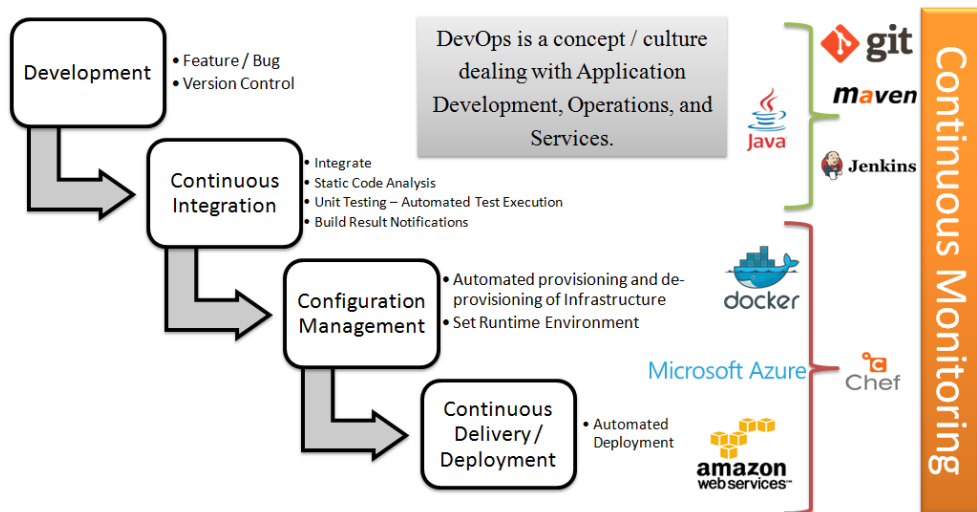 Development
• Feature / Bug
• Version Control
DevOps is a concept / culture
dealing with Application
Development, Operations, and
Services.
Java
git
maven
Jenkins
Continuous
Integration
• Integrate
• Static Code Analysis
• Unit Testing – Automated Test Execution
• Build Result Notifications
Configuration
Management
• Automated provisioning and de-
provisioning of Infrastructure
• Set Runtime Environment
docker
Microsoft Azure
Chef
Continuous
Delivery /
Deployment
• Automated
Deployment
amazon
web services™
Continuous Monitoring